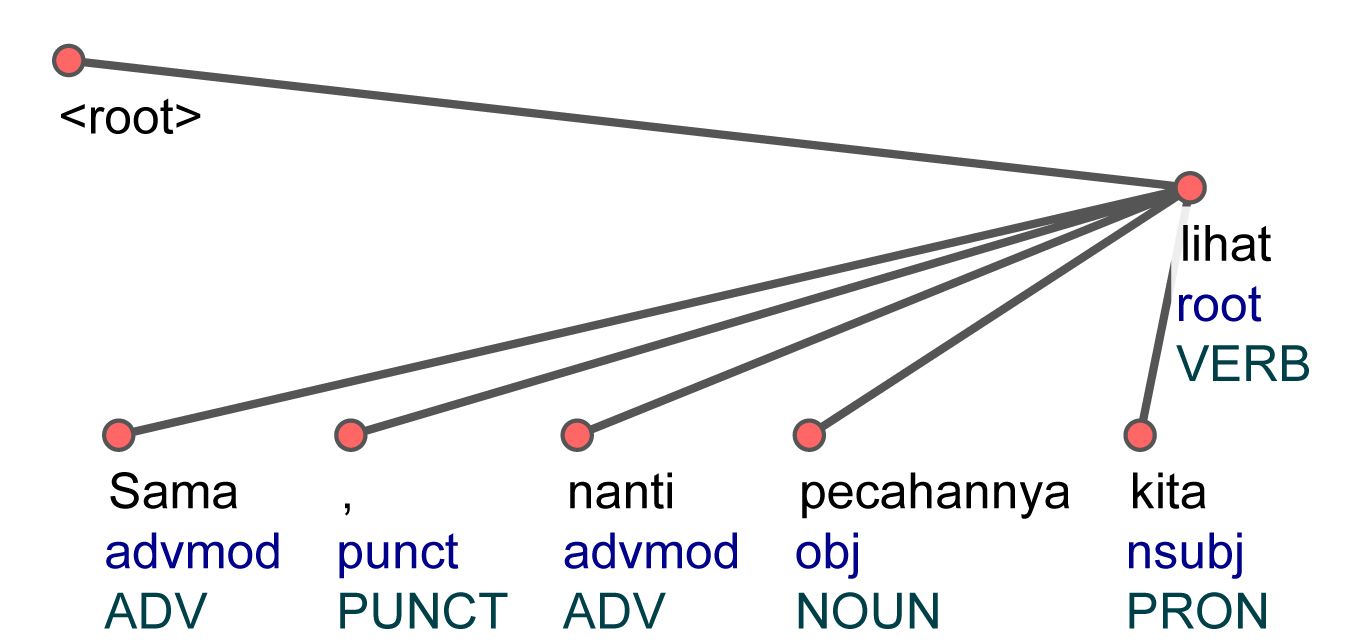 <root>
lihat
root
VERB
Sama , nanti pecahannya kita
advmod punct advmod obj nsubj
ADV PUNCT ADV NOUN PRON